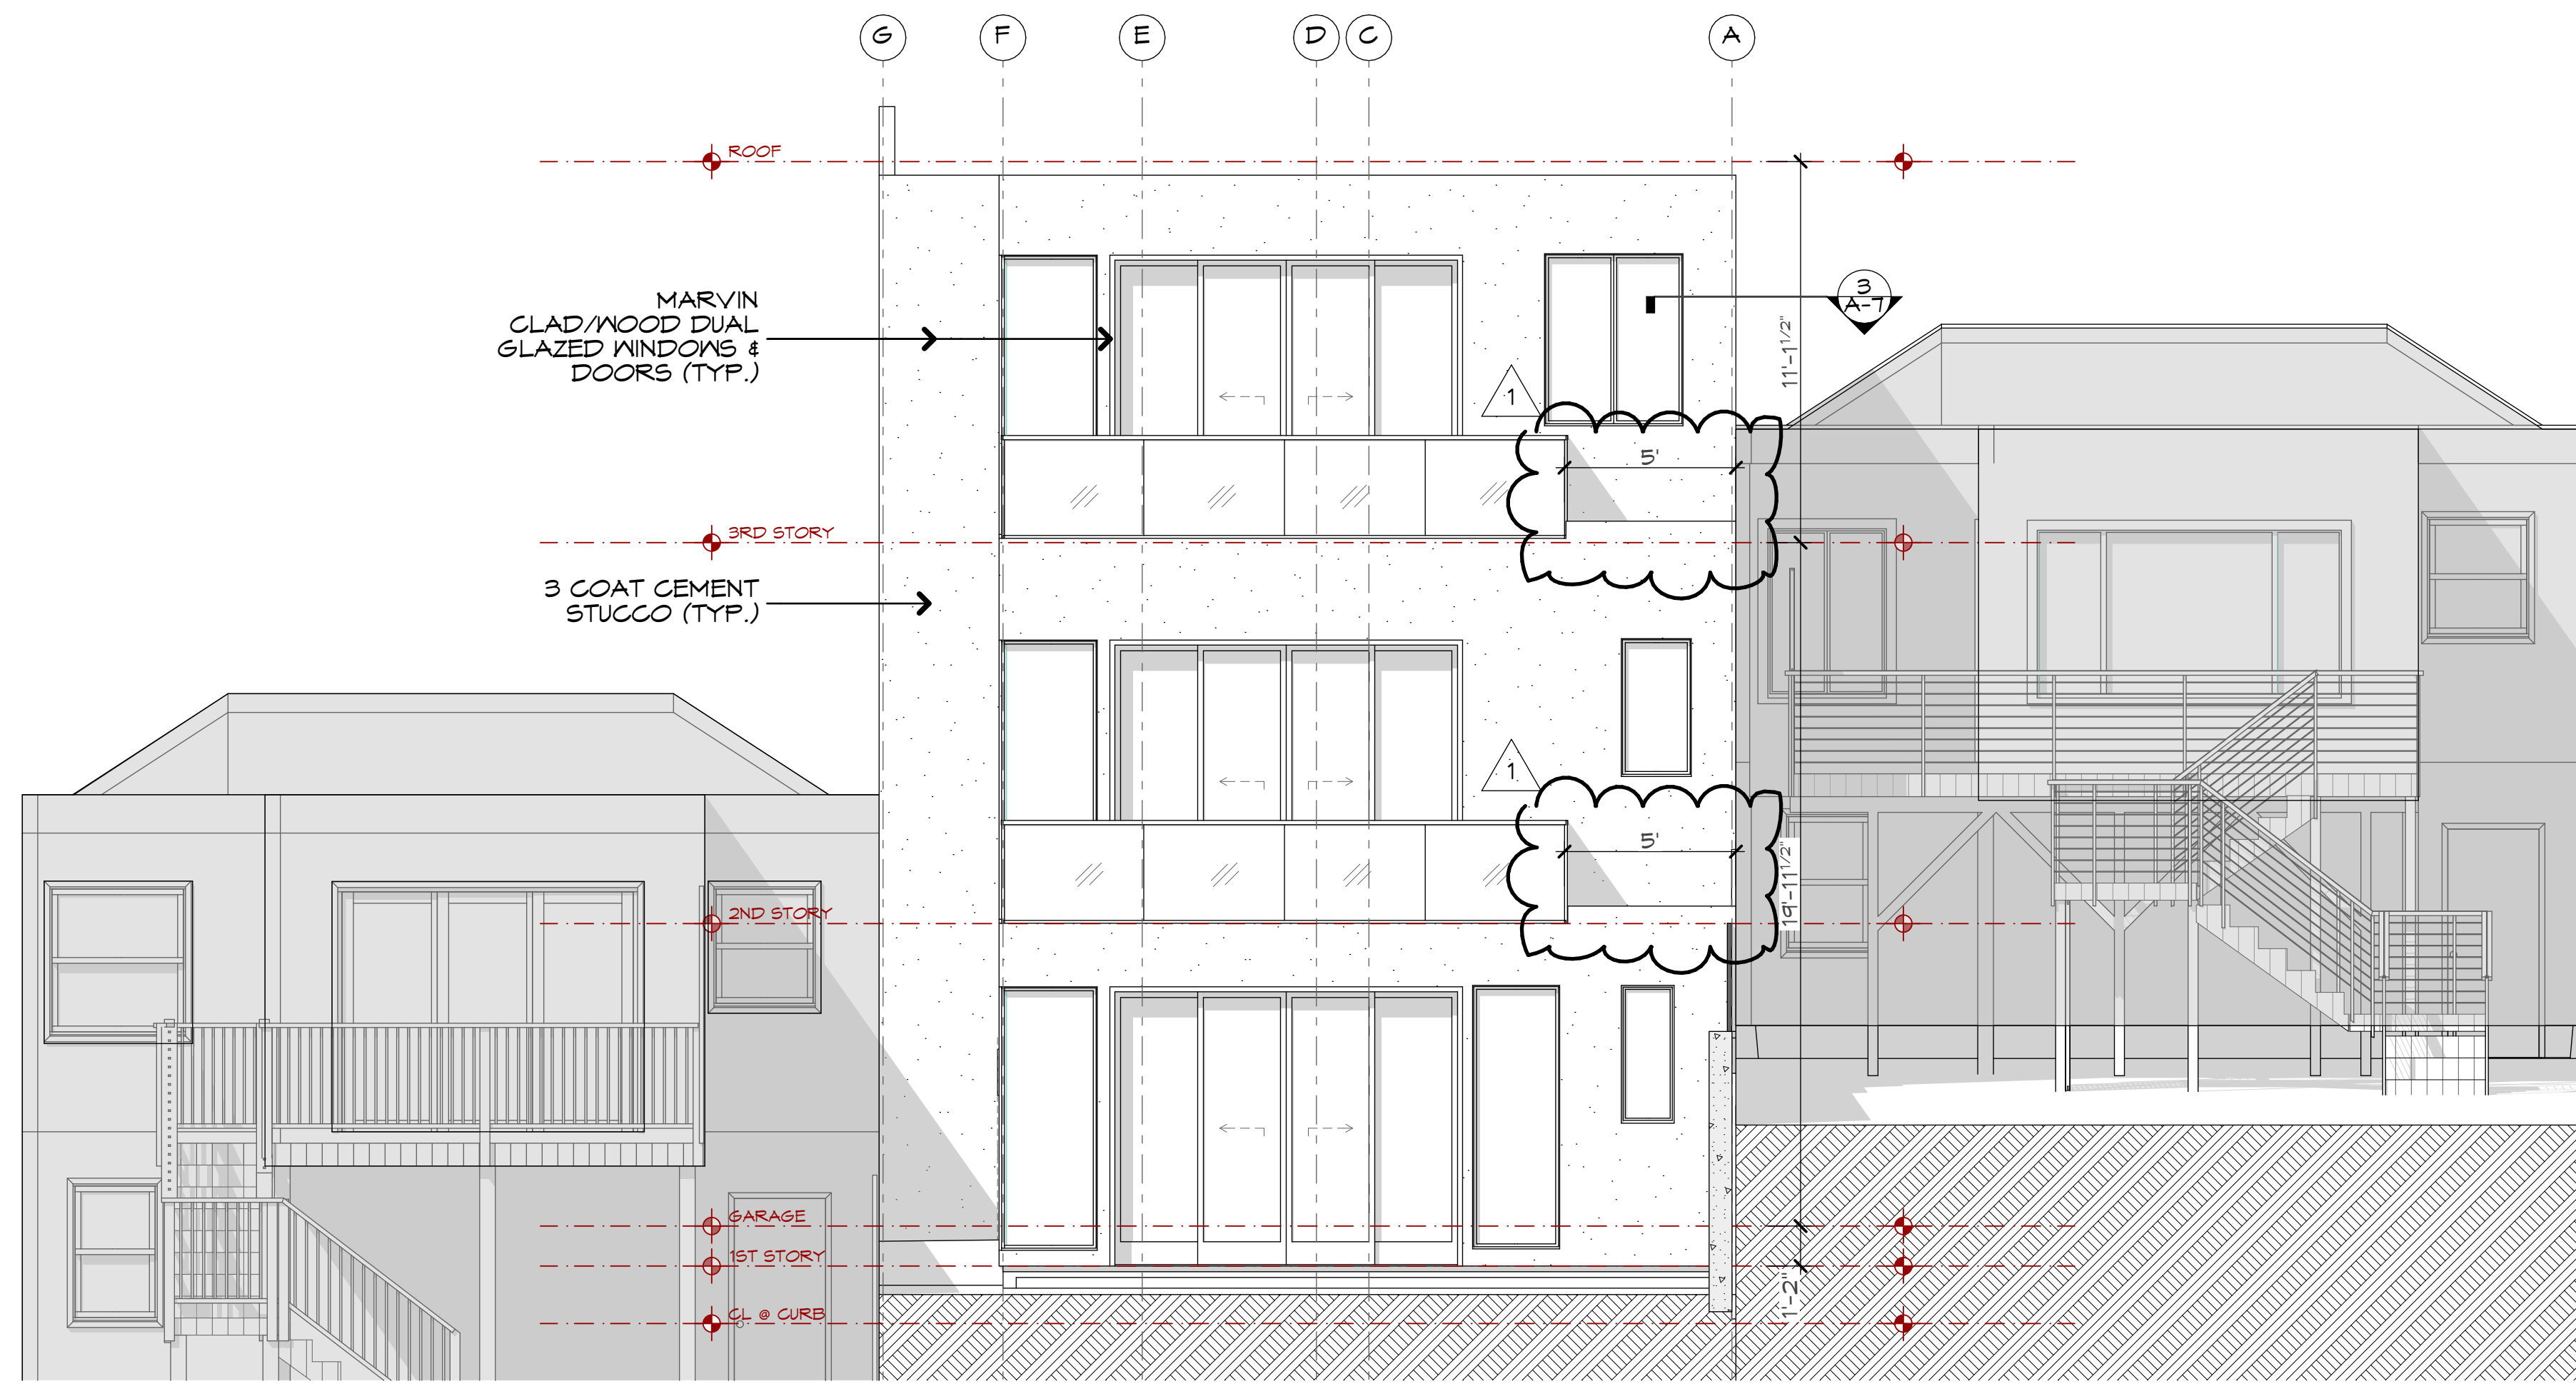 G F E D C A
ROOF
MARVIN
CLAD/WOOD DUAL
GLAZED WINDOWS &
DOORS (TYP.)
3
A-7
11'-1 1/2"
1
5'
3RD STORY
3 COAT CEMENT
STUCCO (TYP.)
1
5'
19'-11 1/2"
2ND STORY
GARAGE
1ST STORY
1'-2"
CL @ CURB